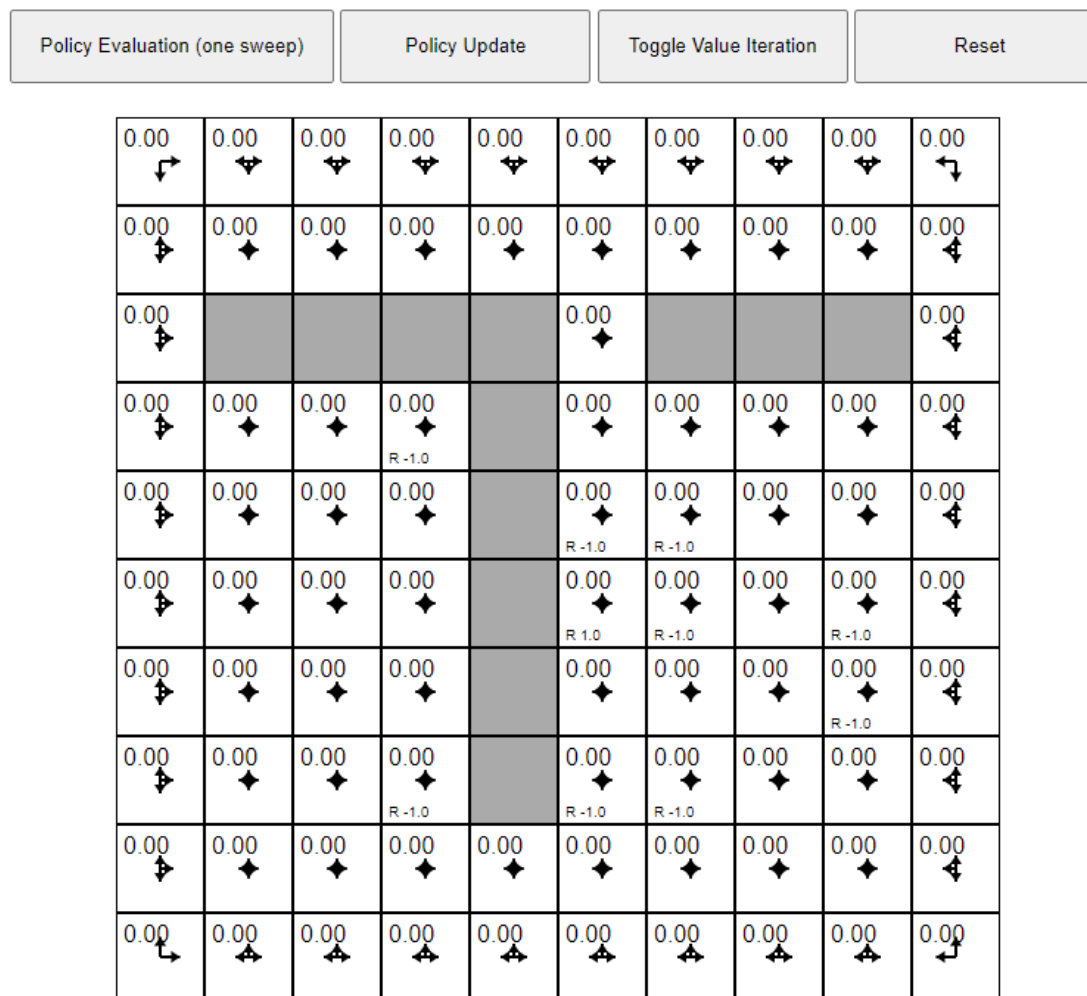 Policy Evaluation (one sweep) Policy Update Toggle Value Iteration Reset
0.00 0.00 0.00 0.00 0.00 0.00 0.00 0.00 0.00 0.00
0.00 0.00 0.00 0.00 0.00 0.00 0.00 0.00 0.00 0.00
0.00 0.00 0.00
0.00 0.00 0.00 0.00 0.00 0.00 0.00 0.00 0.00
R -1.0
0.00 0.00 0.00 0.00 0.00 0.00 0.00 0.00 0.00
R -1.0 R -1.0
0.00 0.00 0.00 0.00 0.00 0.00 0.00 0.00 0.00
R 1.0 R -1.0 R -1.0
0.00 0.00 0.00 0.00 0.00 0.00 0.00 0.00 0.00
R -1.0
0.00 0.00 0.00 0.00 0.00 0.00 0.00 0.00 0.00
R -1.0 R -1.0 R -1.0
0.00 0.00 0.00 0.00 0.00 0.00 0.00 0.00 0.00 0.00
0.00 0.00 0.00 0.00 0.00 0.00 0.00 0.00 0.00 0.00